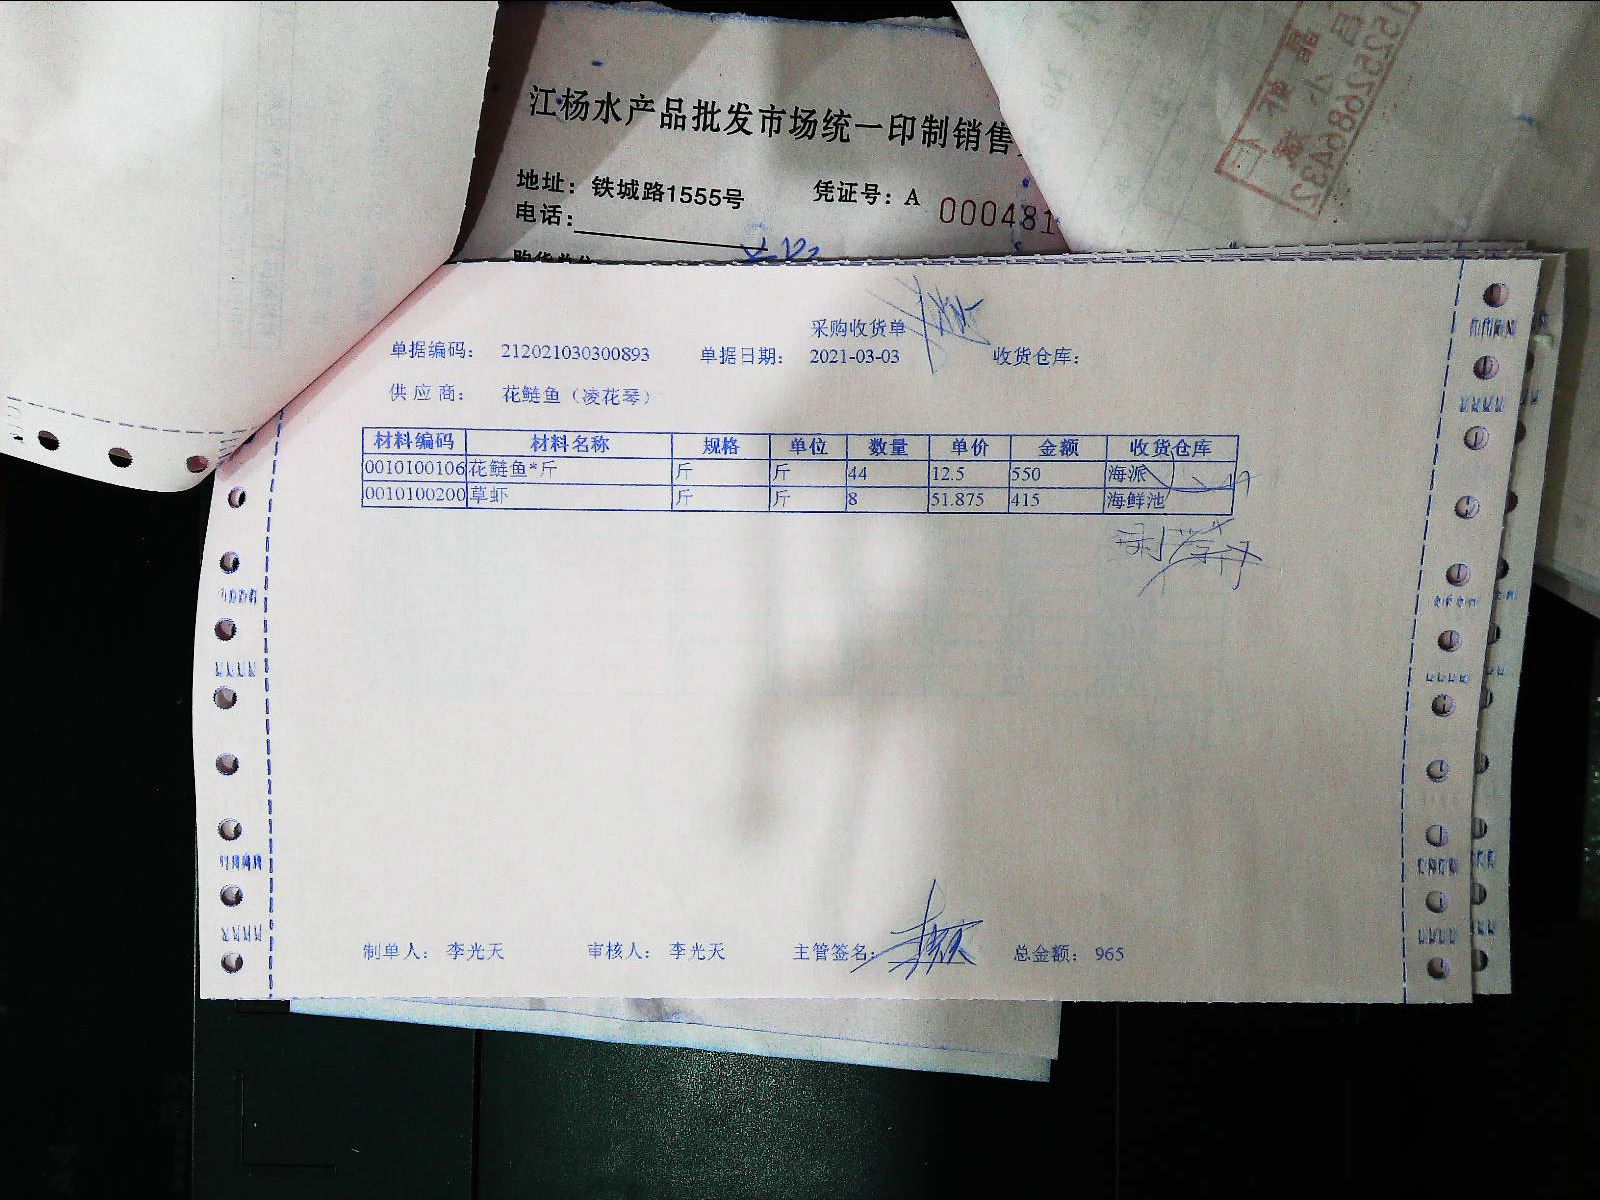 江杨水产品批发市场统一印制销售
地址：铁城路1555号 凭证号：A 000481
电话：
采购收货单
单据编码： 212021030300893 单据日期： 2021-03-03 收货仓库：
供 应 商： 花鲢鱼（凌花琴）
材料编码 材料名称 规格 单位 数量 单价 金额 收货仓库
0010100106 花鲢鱼*斤 斤 斤 44 12.5 550 海派
0010100200 草虾 斤 斤 8 51.875 415 海鲜池
制单人： 李光天 审核人： 李光天 主管签名： 总金额： 965